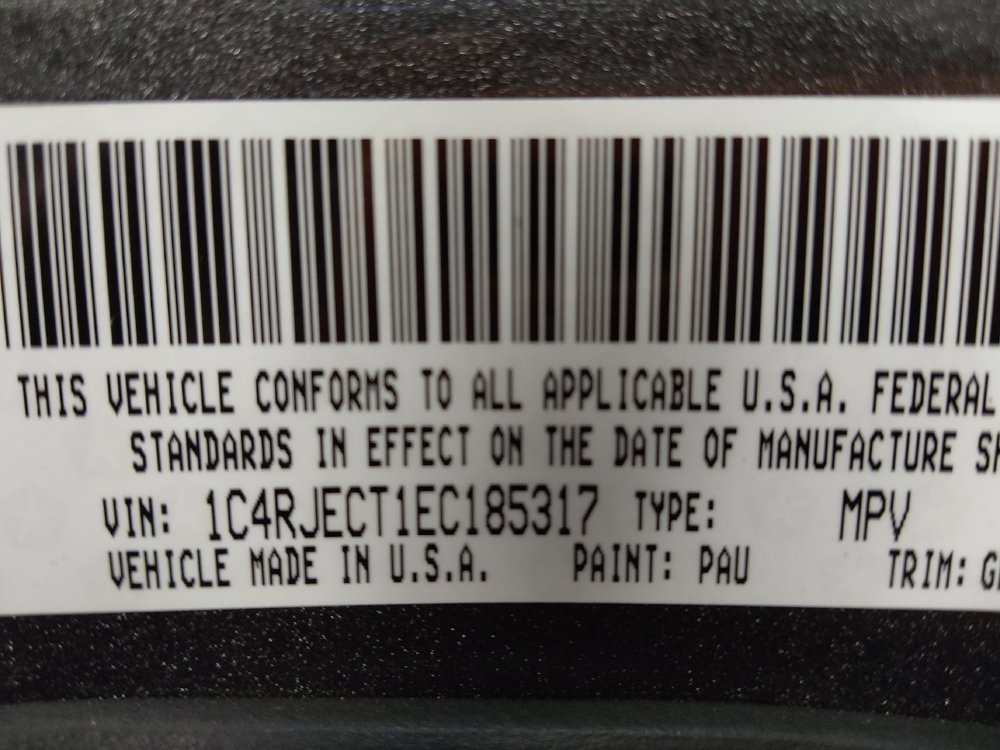 THIS VEHICLE CONFORMS TO ALL APPLICABLE U.S.A. FEDERAL
STANDARDS IN EFFECT ON THE DATE OF MANUFACTURE
VIN: 1C4RJECT1EC185317 TYPE: MPV
VEHICLE MADE IN U.S.A. PAINT: PAU TRIM: